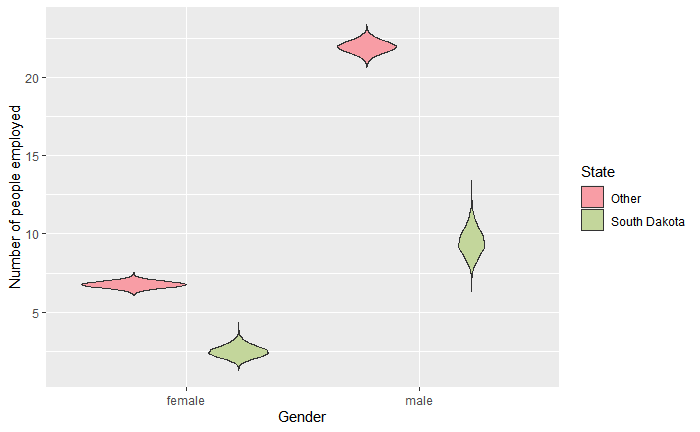 Number of people employed
20
15
10
5
female male
Gender
State
Other
South Dakota